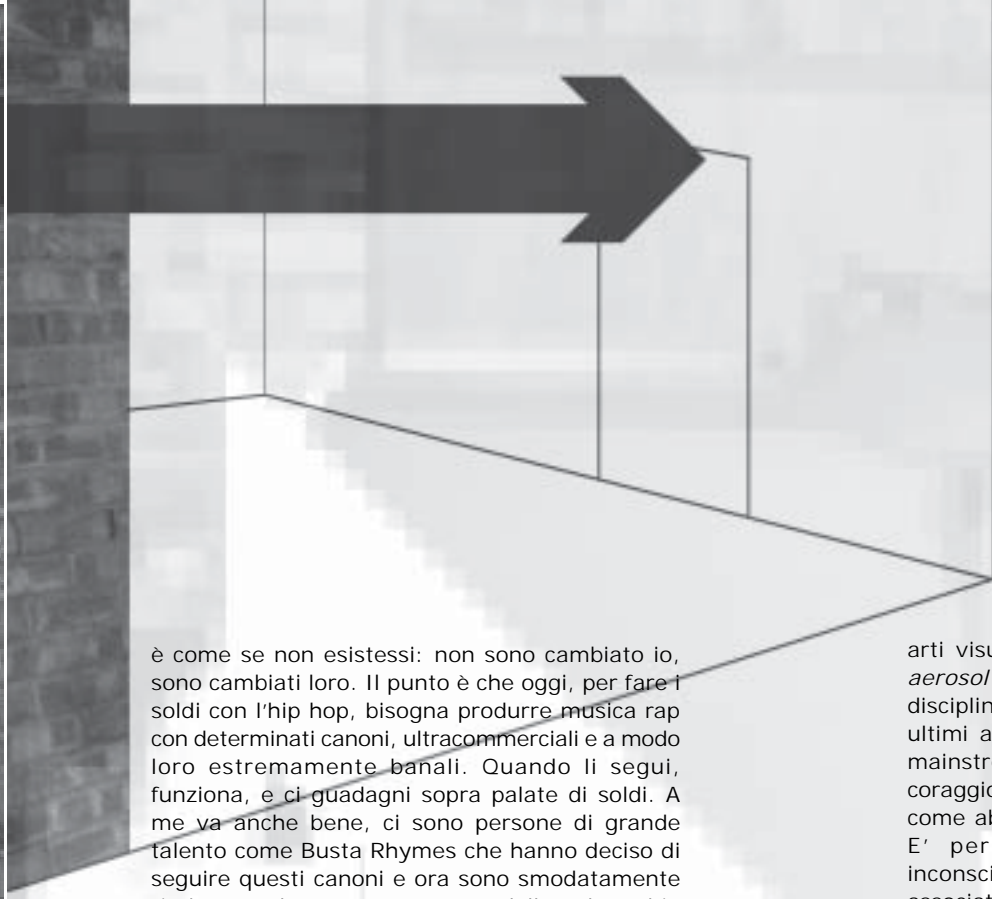 è come se non esistessi: non sono cambiato io,
sono cambiati loro. Il punto è che oggi, per fare i
soldi con l'hip hop, bisogna produrre musica rap
con determinati canoni, ultracommerciali e a modo
loro estremamente banali. Quando li segui,
funziona, e ci guadagni sopra palate di soldi. A
me va anche bene, ci sono persone di grande
talento come Busta Rhymes che hanno deciso di
seguire questi canoni e ora sono smodatamente
arti visu
aerosol
disciplin
ultimi a
mainstr
coraggio
come ab
E' per
inconsci